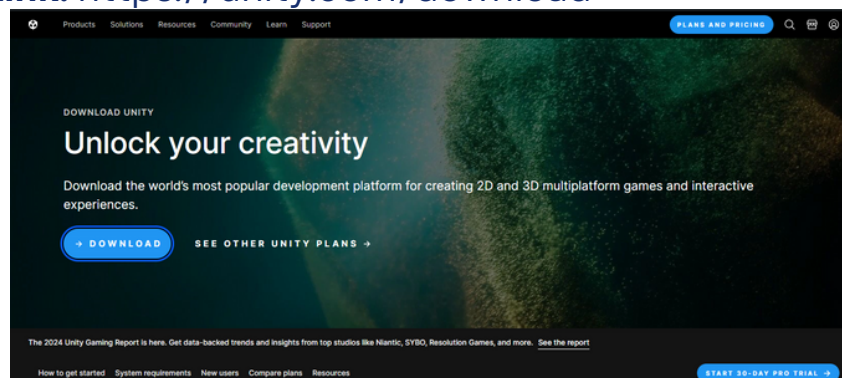 https://unity.com/download
Products Solutions Resources Community Learn Support PLANS AND PRICING
DOWNLOAD UNITY
Unlock your creativity
Download the world's most popular development platform for creating 2D and 3D multiplatform games and interactive
experiences.
→ DOWNLOAD SEE OTHER UNITY PLANS →
The 2024 Unity Gaming Report is here. Get data-backed trends and insights from top studios like Niantic, SYBO, Resolution Games, and more. See the report
How to get started System requirements New users Compare plans Resources START 30-DAY PRO TRIAL →